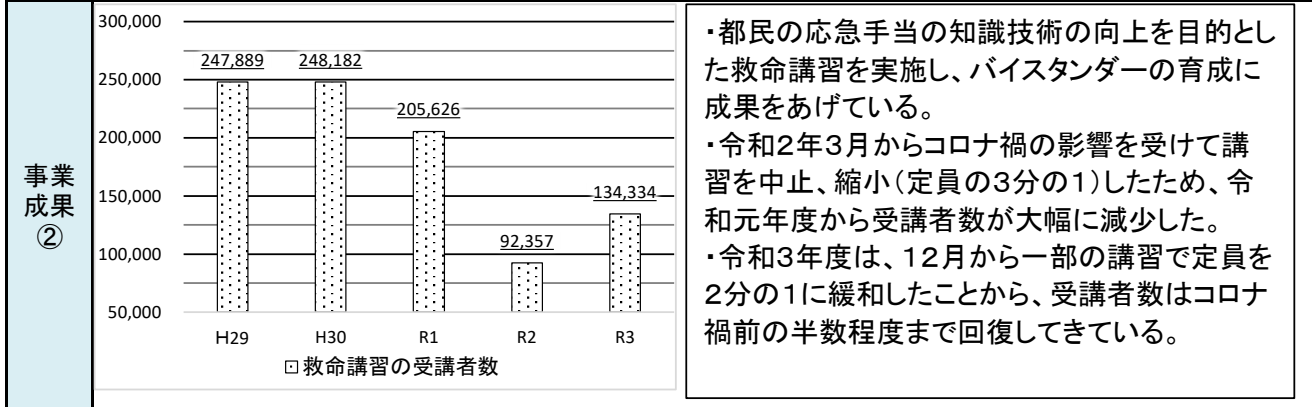 事業
成果
②
300,000
250,000
200,000
150,000
100,000
50,000
247,889
248,182
205,626
92,357
134,334
H29
H30
R1
R2
R3
救命講習の受講者数
・都民の応急手当の知識技術の向上を目的とし
た救命講習を実施し、バイスタンダーの育成に
成果をあげている。
・令和2年3月からコロナ禍の影響を受けて講
習を中止、縮小(定員の3分の1)したため、令
和元年度から受講者数が大幅に減少した。
・令和3年度は、12月から一部の講習で定員を
2分の1に緩和したことから、受講者数はコロナ
禍前の半数程度まで回復してきている。